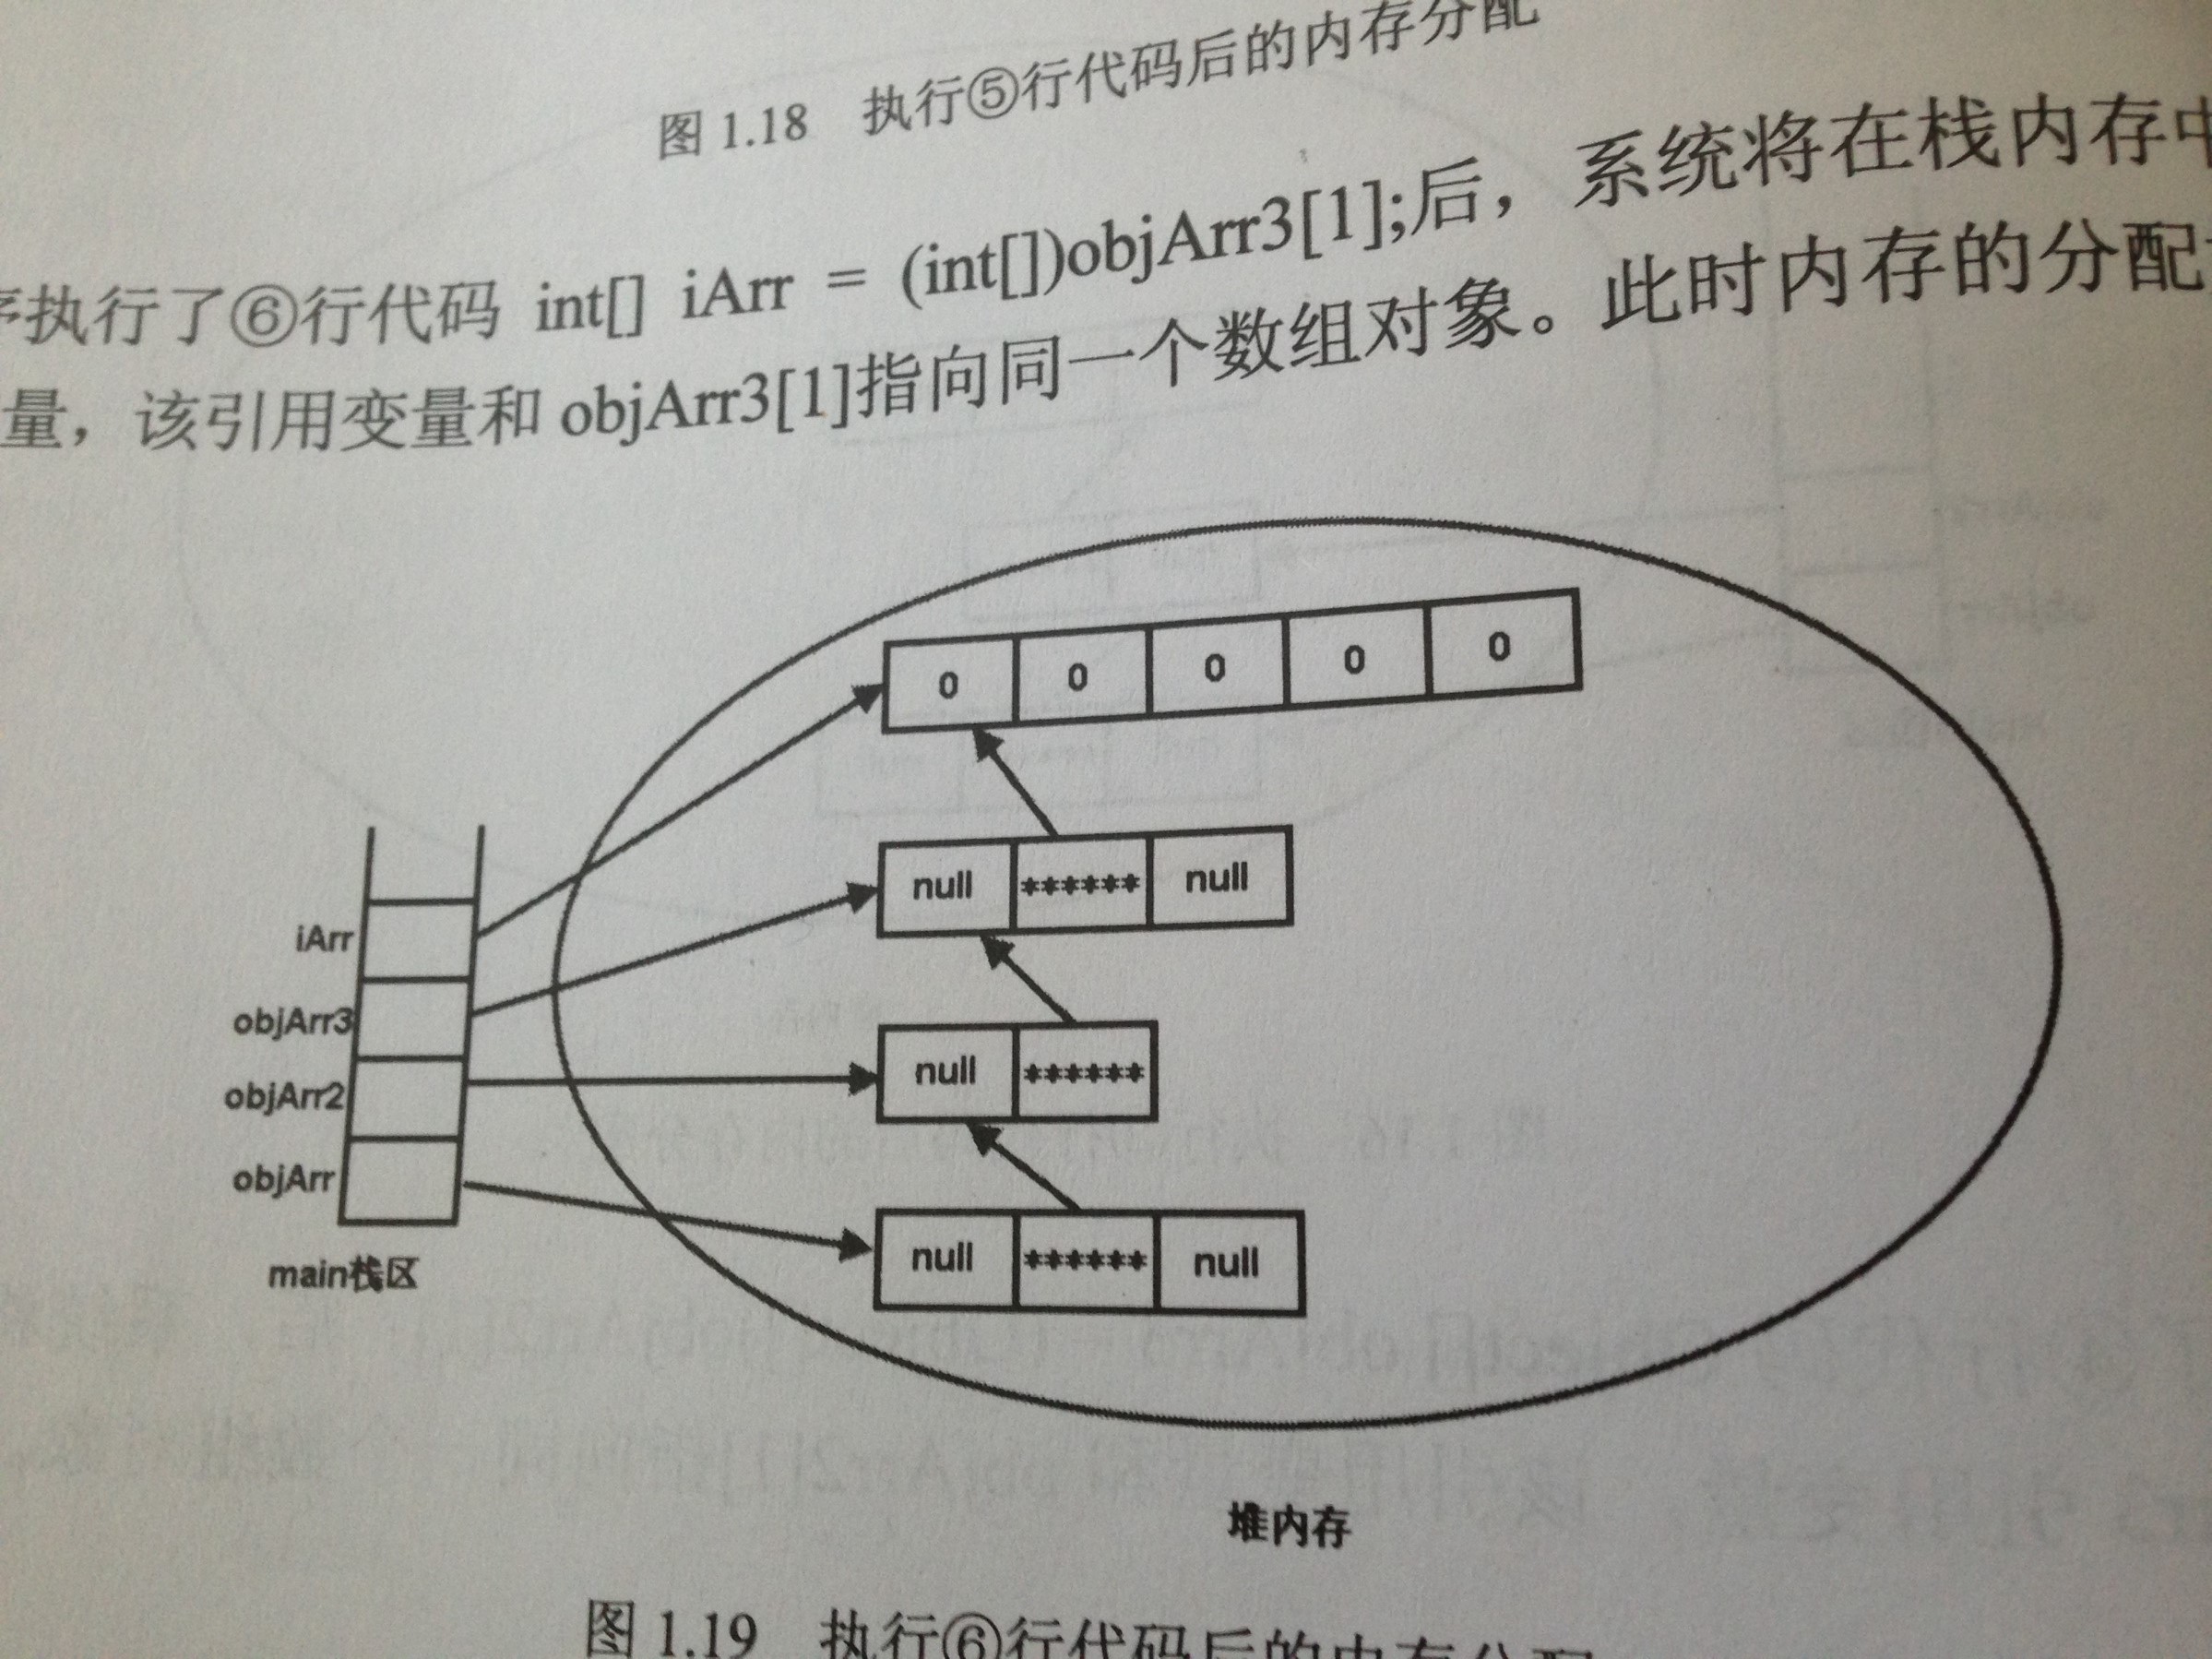 图 1.18 执行⑤行代码后的内存分配
序执行了⑥行代码 int[] iArr = (int[])objArr3[1];后，系统将在栈内存中
量，该引用变量和 objArr3[1]指向同一个数组对象。此时内存的分配
0 0 0 0 0
null ****** null
iArr
objArr3
null ******
objArr2
objArr
null ****** null
main栈区
堆内存
图 1.19 执行⑥行代码后的内存分配